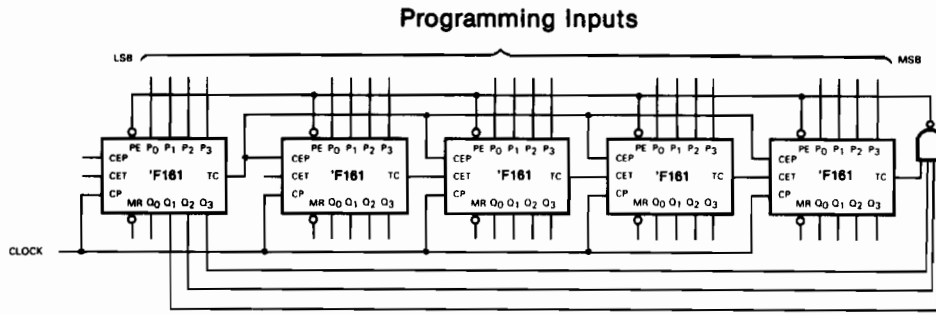 Programming Inputs
LSB
MSB
PE P0 P1 P2 P3
CEP
CET 'F161 TC
CP
MR Q0 Q1 Q2 Q3
PE P0 P1 P2 P3
CEP
CET 'F161 TC
CP
MR Q0 Q1 Q2 Q3
PE P0 P1 P2 P3
CEP
CET 'F161 TC
CP
MR Q0 Q1 Q2 Q3
PE P0 P1 P2 P3
CEP
CET 'F161 TC
CP
MR Q0 Q1 Q2 Q3
PE P0 P1 P2 P3
CEP
CET 'F161 TC
CP
MR Q0 Q1 Q2 Q3
CLOCK